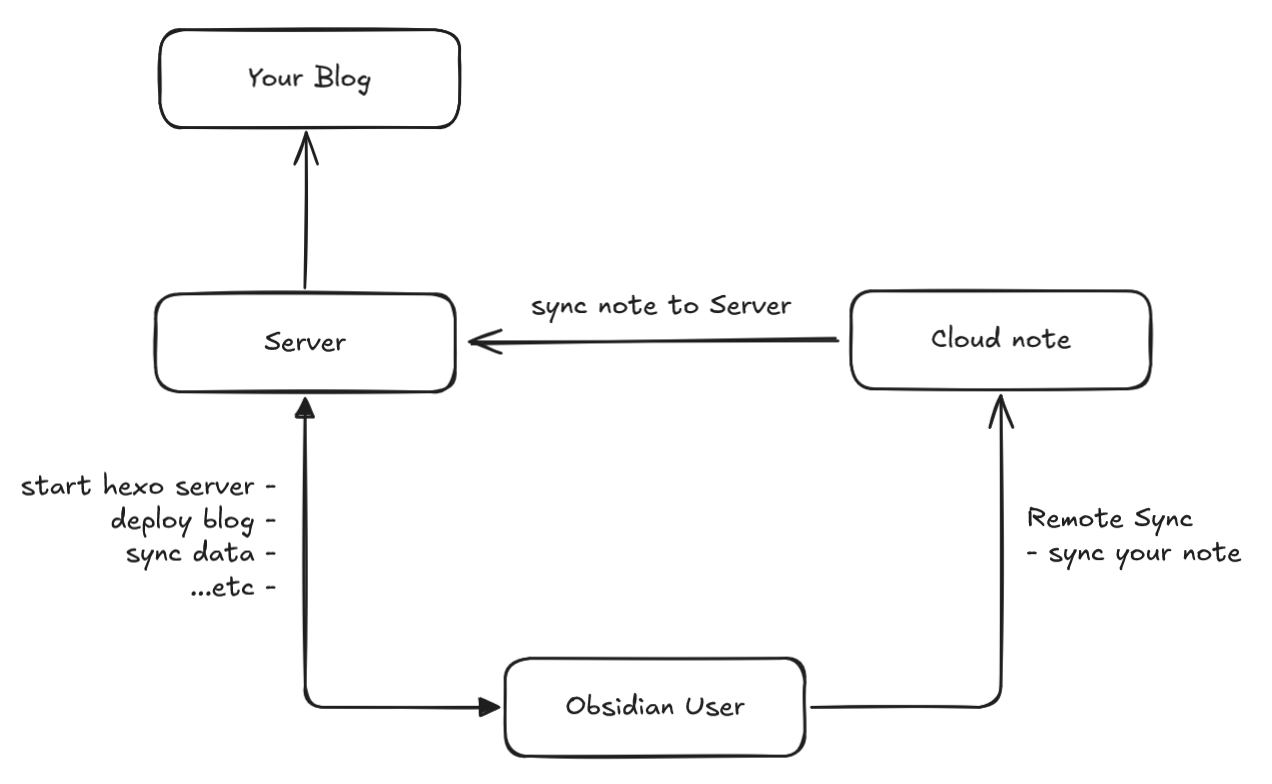 Your Blog
sync note to Server
Server
Cloud note
start hexo server -
deploy blog -
sync data -
...etc -
Remote Sync
- sync your note
Obsidian User